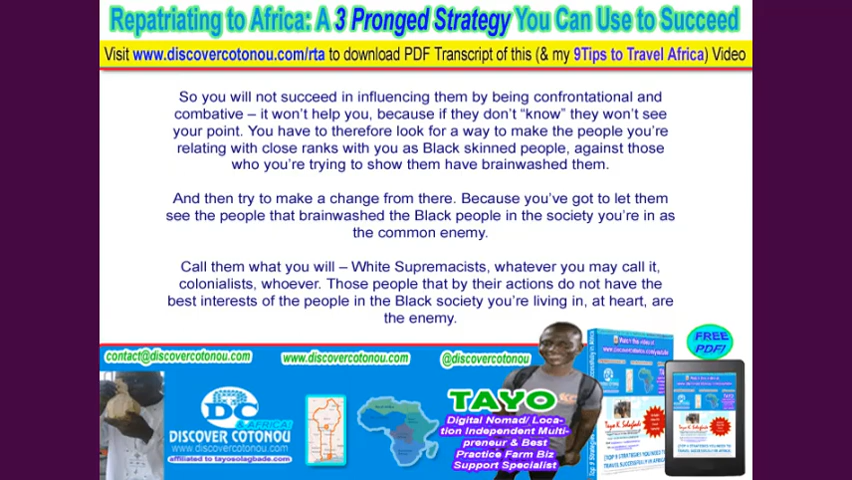 Repatriating to Africa: A 3 Pronged Strategy You Can Use to Succeed
Visit www.discovercotonou.com/rta to download PDF Transcript of this (& my 9Tips to Travel Africa) Video
So you will not succeed in influencing them by being confrontational and
combative – it won't help you, because if they don't “know” they won't see
your point. You have to therefore look for a way to make the people you're
relating with close ranks with you as Black skinned people, against those
who you're trying to show them have brainwashed them.
And then try to make a change from there. Because you've got to let them
see the people that brainwashed the Black people in the society you're in as
the common enemy.
Call them what you will – White Supremacists, whatever you may call it,
colonialists, whoever. Those people that by their actions do not have the
best interests of the people in the Black society you're living in, at heart, are
the enemy.
FREE
PDF!
contact@discovercotonou.com
www.discovercotonou.com
@discovercotonou
DC
& AFRICA!
DISCOVER COTONOU
www.discovercotonou.com
affiliated to tayosolagbade.com
TAYO
Digital Nomad/ Loca-
tion Independent Multi-
preneur & Best
Practice Farm Biz
Support Specialist